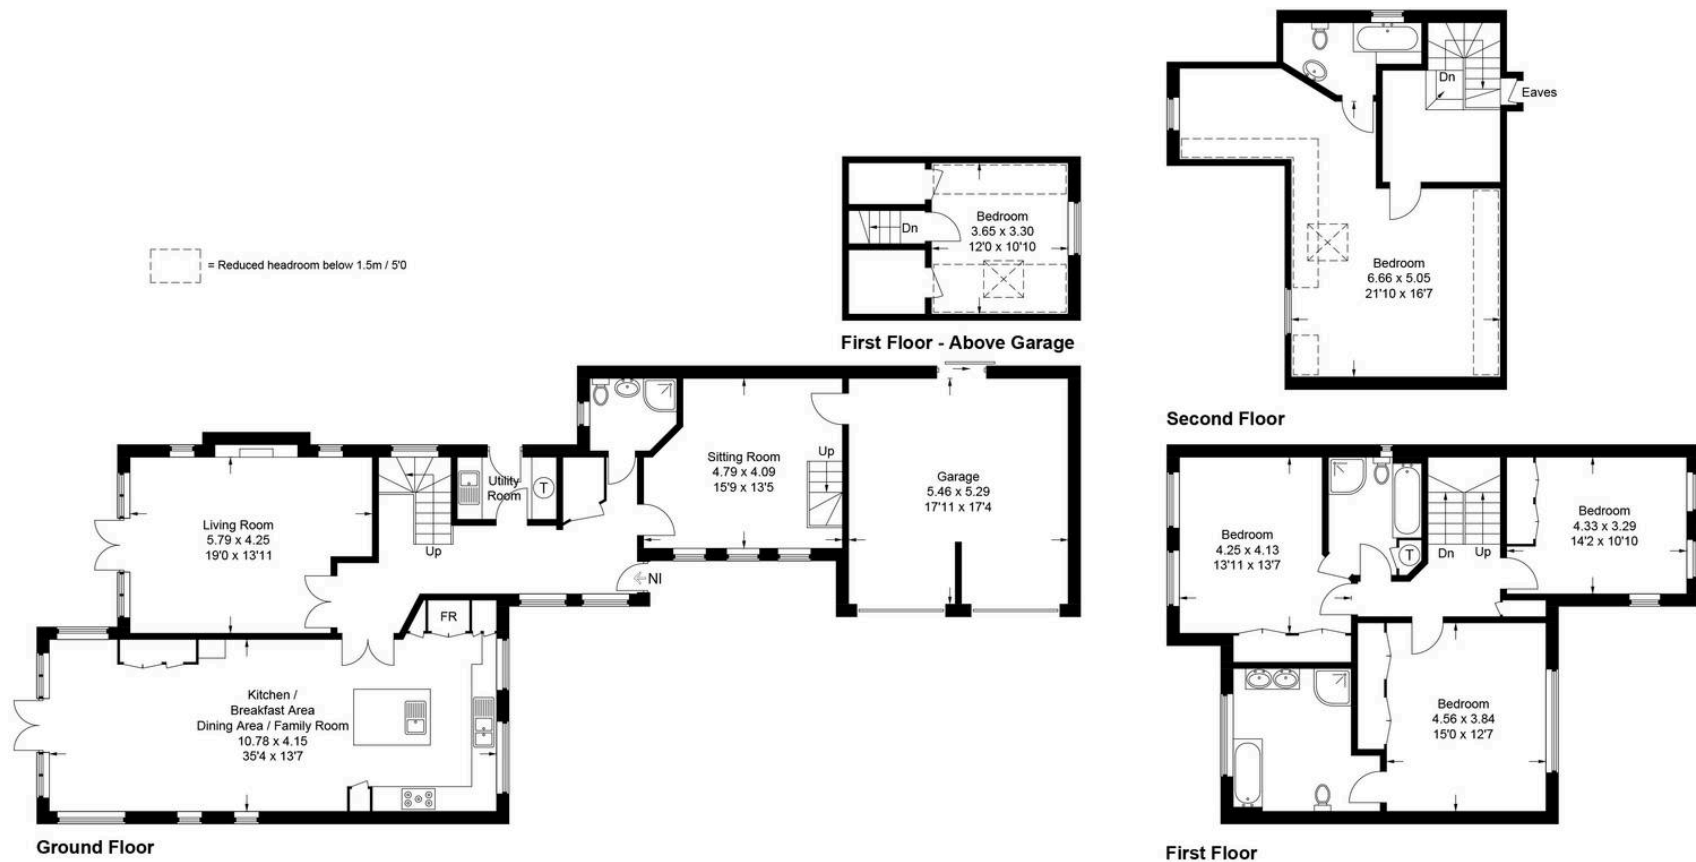 Dn
Eaves
Bedroom
6.66 x 5.05
21'10 x 16'7
Second Floor
Dn
Bedroom
3.65 x 3.30
12'0 x 10'10
First Floor - Above Garage
= Reduced headroom below 1.5m / 5'0
Living Room
5.79 x 4.25
19'0 x 13'11
Up
Utility
Room
T
Sitting Room
4.79 x 4.09
15'9 x 13'5
Up
Garage
5.46 x 5.29
17'11 x 17'4
NI
FR
Kitchen /
Breakfast Area
Dining Area / Family Room
10.78 x 4.15
35'4 x 13'7
Ground Floor
Bedroom
4.25 x 4.13
13'11 x 13'7
T
Dn
Up
Bedroom
4.33 x 3.29
14'2 x 10'10
Bedroom
4.56 x 3.84
15'0 x 12'7
First Floor